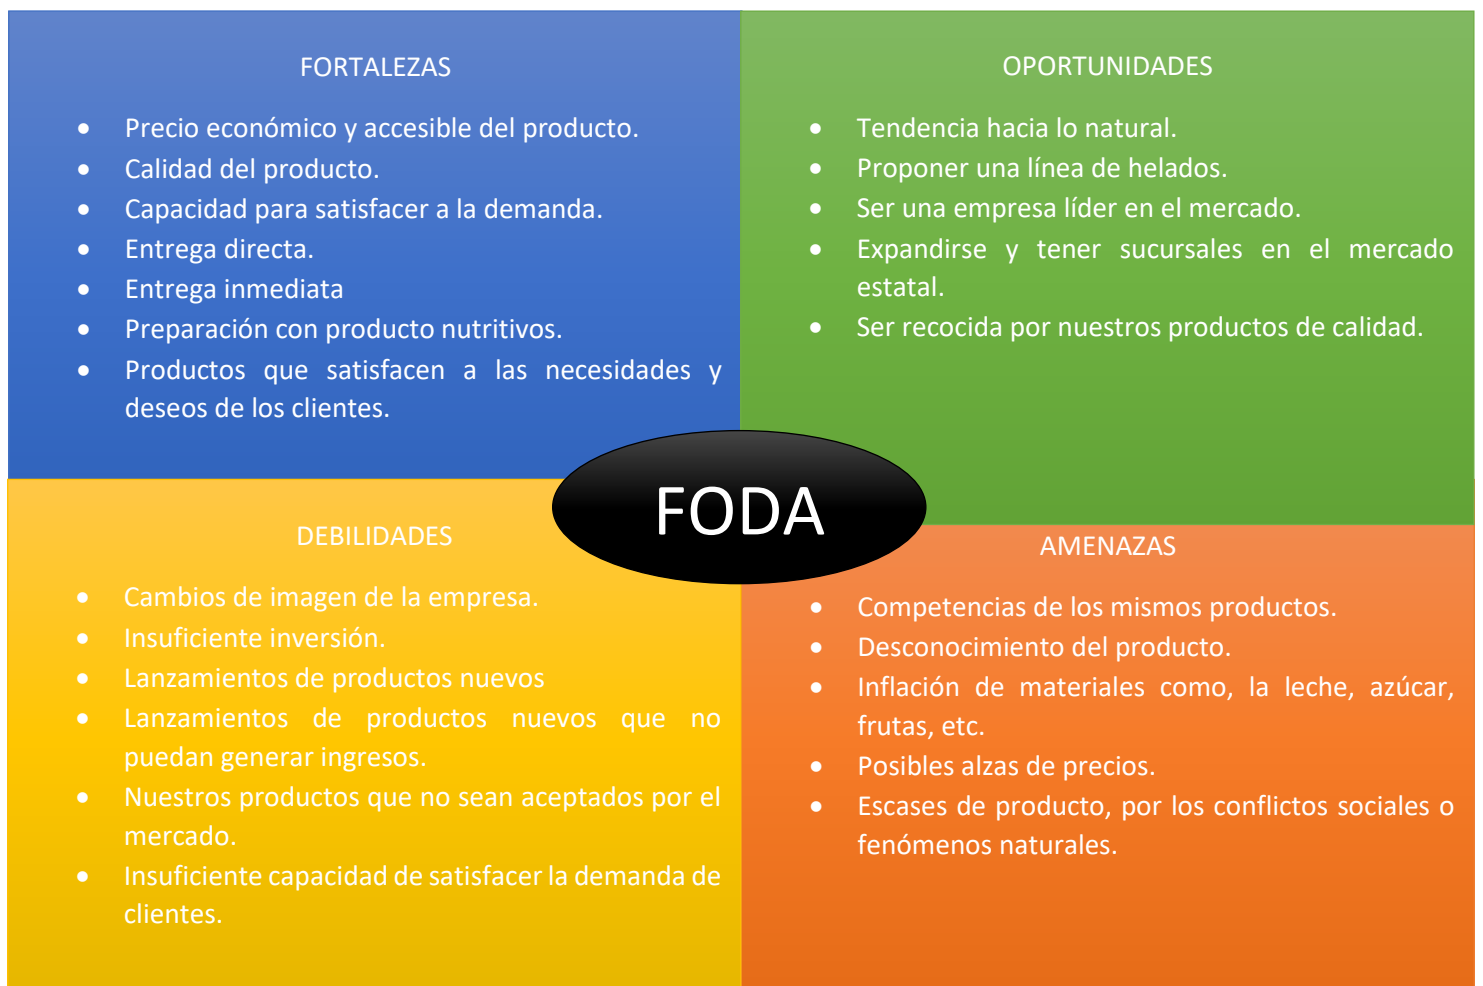 FORTALEZAS
• Precio económico y accesible del producto.
• Calidad del producto.
• Capacidad para satisfacer a la demanda.
• Entrega directa.
• Entrega inmediata
• Preparación con producto nutritivos.
• Productos que satisfacen a las necesidades y
deseos de los clientes.
OPORTUNIDADES
• Tendencia hacia lo natural.
• Proponer una línea de helados.
• Ser una empresa líder en el mercado.
• Expandirse y tener sucursales en el mercado
estatal.
• Ser recocida por nuestros productos de calidad.
FODA
DEBILIDADES
• Cambios de imagen de la empresa.
• Insuficiente inversión.
• Lanzamientos de productos nuevos
• Lanzamientos de productos nuevos que no
puedan generar ingresos.
• Nuestros productos que no sean aceptados por el
mercado.
• Insuficiente capacidad de satisfacer la demanda de
clientes.
AMENAZAS
• Competencias de los mismos productos.
• Desconocimiento del producto.
• Inflación de materiales como, la leche, azúcar,
frutas, etc.
• Posibles alzas de precios.
• Escases de producto, por los conflictos sociales o
fenómenos naturales.